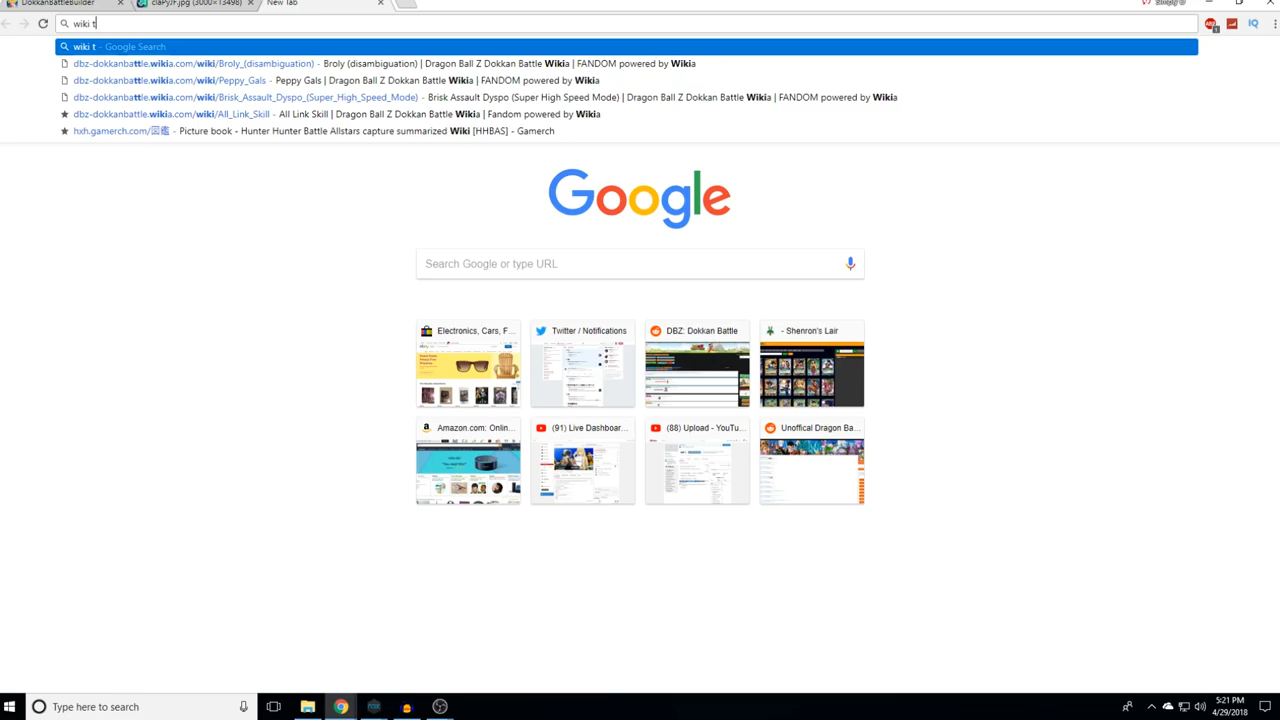 DokkanBattleBuilder
claPyJF.jpg (3000×13498)
New Tab
wiki t
wiki t - Google Search
dbz-dokkanbattle.wikia.com/wiki/Broly_(disambiguation) - Broly (disambiguation) | Dragon Ball Z Dokkan Battle Wikia | FANDOM powered by Wikia
dbz-dokkanbattle.wikia.com/wiki/Peppy_Gals - Peppy Gals | Dragon Ball Z Dokkan Battle Wikia | FANDOM powered by Wikia
dbz-dokkanbattle.wikia.com/wiki/Brisk_Assault_Dyspo_(Super_High_Speed_Mode) - Brisk Assault Dyspo (Super High Speed Mode) | Dragon Ball Z Dokkan Battle Wikia | FANDOM powered by Wikia
dbz-dokkanbattle.wikia.com/wiki/All_Link_Skill - All Link Skill | Dragon Ball Z Dokkan Battle Wikia | Fandom powered by Wikia
hxh.gamerch.com/図鑑 - Picture book - Hunter Hunter Battle Allstars capture summarized Wiki [HHBAS] - Gamerch
Google
Search Google or type URL
Electronics, Cars, F...
Twitter / Notifications
DBZ: Dokkan Battle
- Shenron's Lair
Amazon.com: Onlin...
(91) Live Dashboar...
(88) Upload - YouTu...
Unoffical Dragon Ba...
Type here to search
5:21 PM
4/29/2018